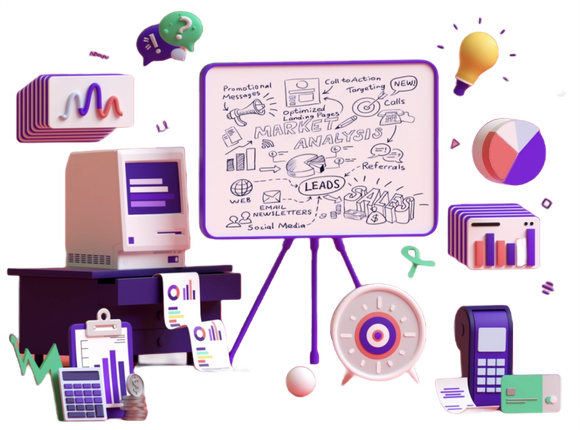 Promotional
Messages
Call to Action
Targeting
NEW!
Optimized
Landing Pages
Calls
MARKET
ANALYSIS
Referrals
LEADS
WEB
EMAIL
NEWSLETTERS
SALES
Social Media
?
!
$